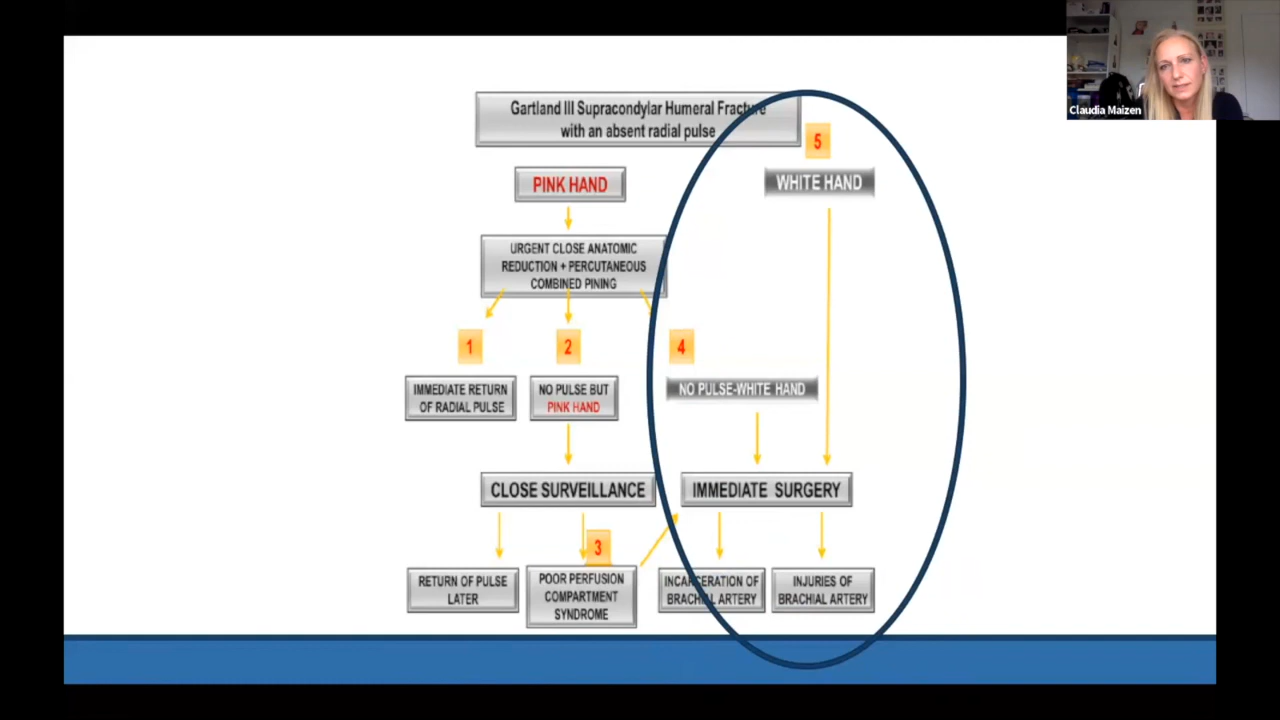 Claudia Maizen
Gartland III Supracondylar Humeral Fracture
with an absent radial pulse
5
PINK HAND
WHITE HAND
URGENT CLOSE ANATOMIC
REDUCTION + PERCUTANEOUS
COMBINED PINING
1
2
4
IMMEDIATE RETURN
OF RADIAL PULSE
NO PULSE BUT
PINK HAND
NO PULSE-WHITE HAND
CLOSE SURVEILLANCE
IMMEDIATE SURGERY
3
RETURN OF PULSE
LATER
POOR PERFUSION
COMPARTMENT
SYNDROME
INCARCERATION OF
BRACHIAL ARTERY
INJURIES OF
BRACHIAL ARTERY